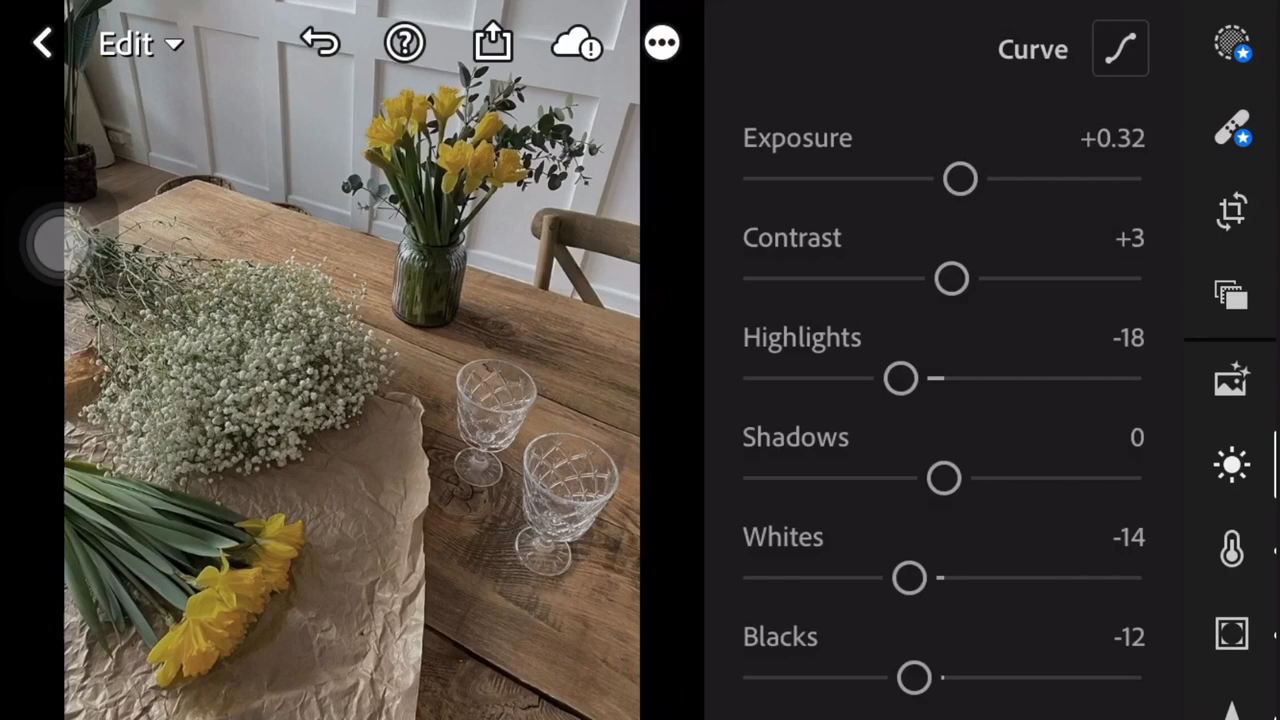 Edit
Curve
Exposure +0.32
Contrast +3
Highlights -18
Shadows 0
Whites -14
Blacks -12